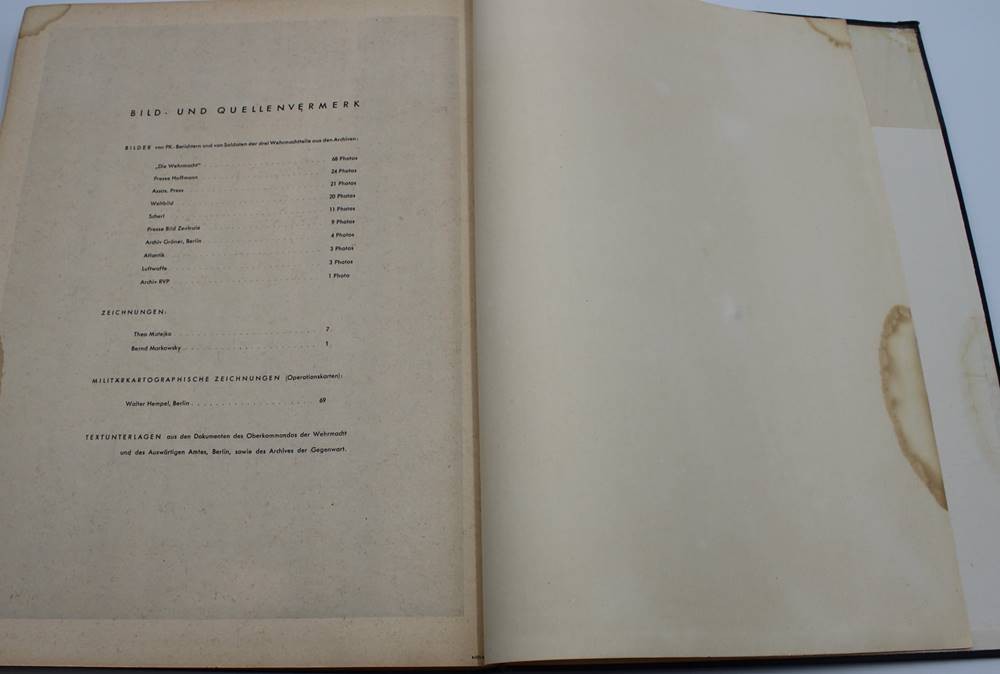 BILD- UND QUELLENVERMERK
BILDER von PK.-Berichtern und von Soldaten der drei Wehrmachtteile aus den Archiven:
„Die Wehrmacht“ . . . . . . . . . . 68 Photos
Presse Hoffmann . . . . . . . . . . 24 Photos
Assoc. Press . . . . . . . . . . 21 Photos
Weltbild . . . . . . . . . . 20 Photos
Scherl . . . . . . . . . . 11 Photos
Presse Bild Zentrale . . . . . . . . . . 9 Photos
Archiv Gröner, Berlin . . . . . . . . . . 4 Photos
Atlantik . . . . . . . . . . 3 Photos
Luftwaffe . . . . . . . . . . 3 Photos
Archiv RVP . . . . . . . . . . 1 Photo
ZEICHNUNGEN:
Theo Matejko . . . . . . . . . . 7
Bernd Markowsky . . . . . . . . . . 1
MILITÄRKARTOGRAPHISCHE ZEICHNUNGEN (Operationskarten):
Walter Hempel, Berlin . . . . . . . . . . 69
TEXTUNTERLAGEN aus den Dokumenten des Oberkommandos der Wehrmacht
und des Auswärtigen Amtes, Berlin, sowie des Archives der Gegenwart.